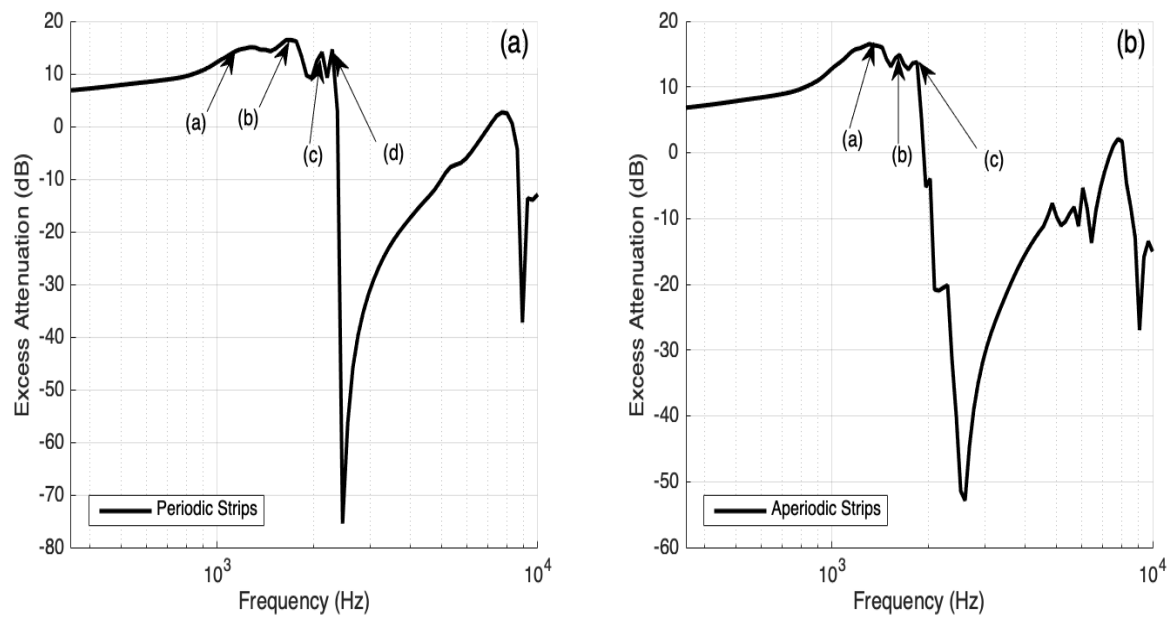 (a)
20
10
0
-10
-20
-30
-40
-50
-60
-70
-80
Excess Attenuation (dB)
(a)
(b)
(c)
(d)
Periodic Strips
10³
10⁴
Frequency (Hz)
(b)
20
10
0
-10
-20
-30
-40
-50
-60
Excess Attenuation (dB)
(a)
(b)
(c)
Aperiodic Strips
10³
10⁴
Frequency (Hz)